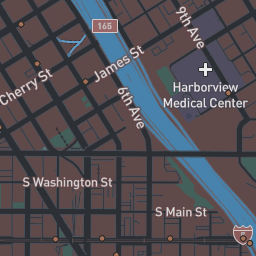 165
9th Ave
James St
Harborview
Medical Center
Cherry St
6th Ave
S Washington St
S Main St